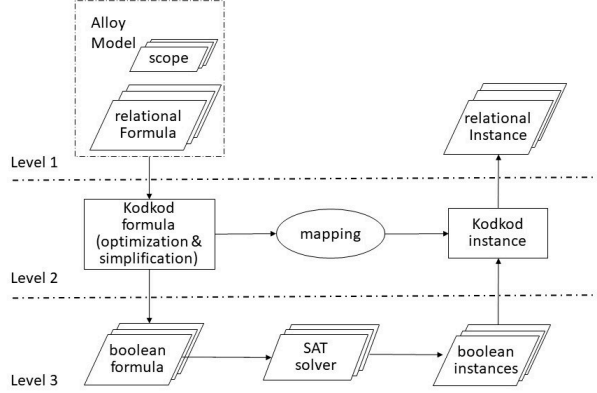 Alloy
Model
scope
relational
Formula
relational
Instance
Level 1
Kodkod
formula
(optimization &
simplification)
mapping
Kodkod
instance
Level 2
boolean
formula
SAT
solver
boolean
instances
Level 3